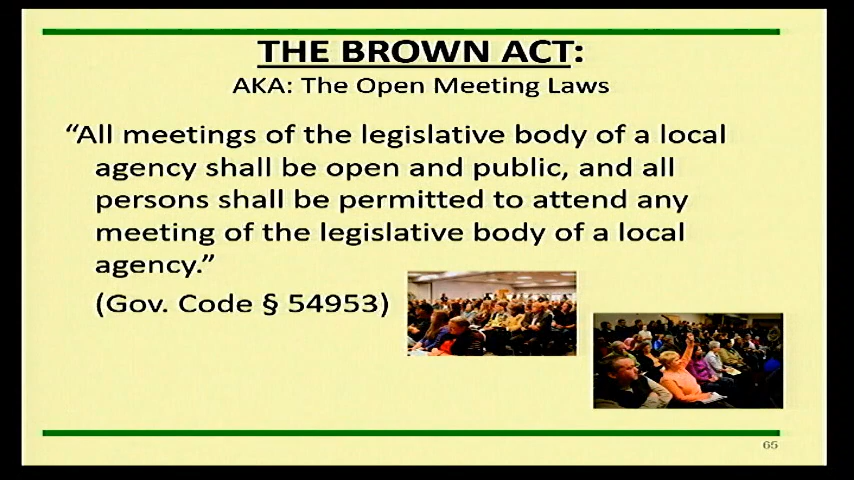 THE BROWN ACT:
AKA: The Open Meeting Laws
“All meetings of the legislative body of a local
agency shall be open and public, and all
persons shall be permitted to attend any
meeting of the legislative body of a local
agency.”
(Gov. Code § 54953)
65